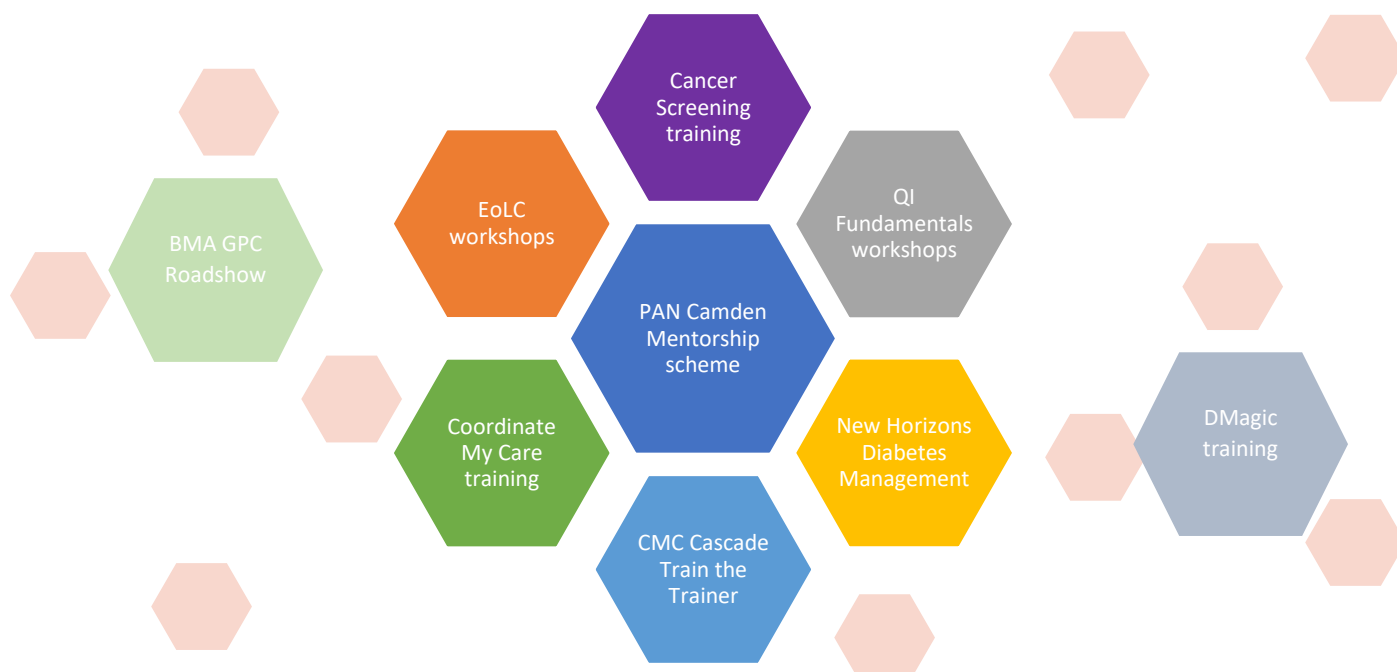 Cancer
Screening
training
EoLC
workshops
QI
Fundamentals
workshops
BMA GPC
Roadshow
PAN Camden
Mentorship
scheme
Coordinate
My Care
training
New Horizons
Diabetes
Management
DMagic
training
CMC Cascade
Train the
Trainer